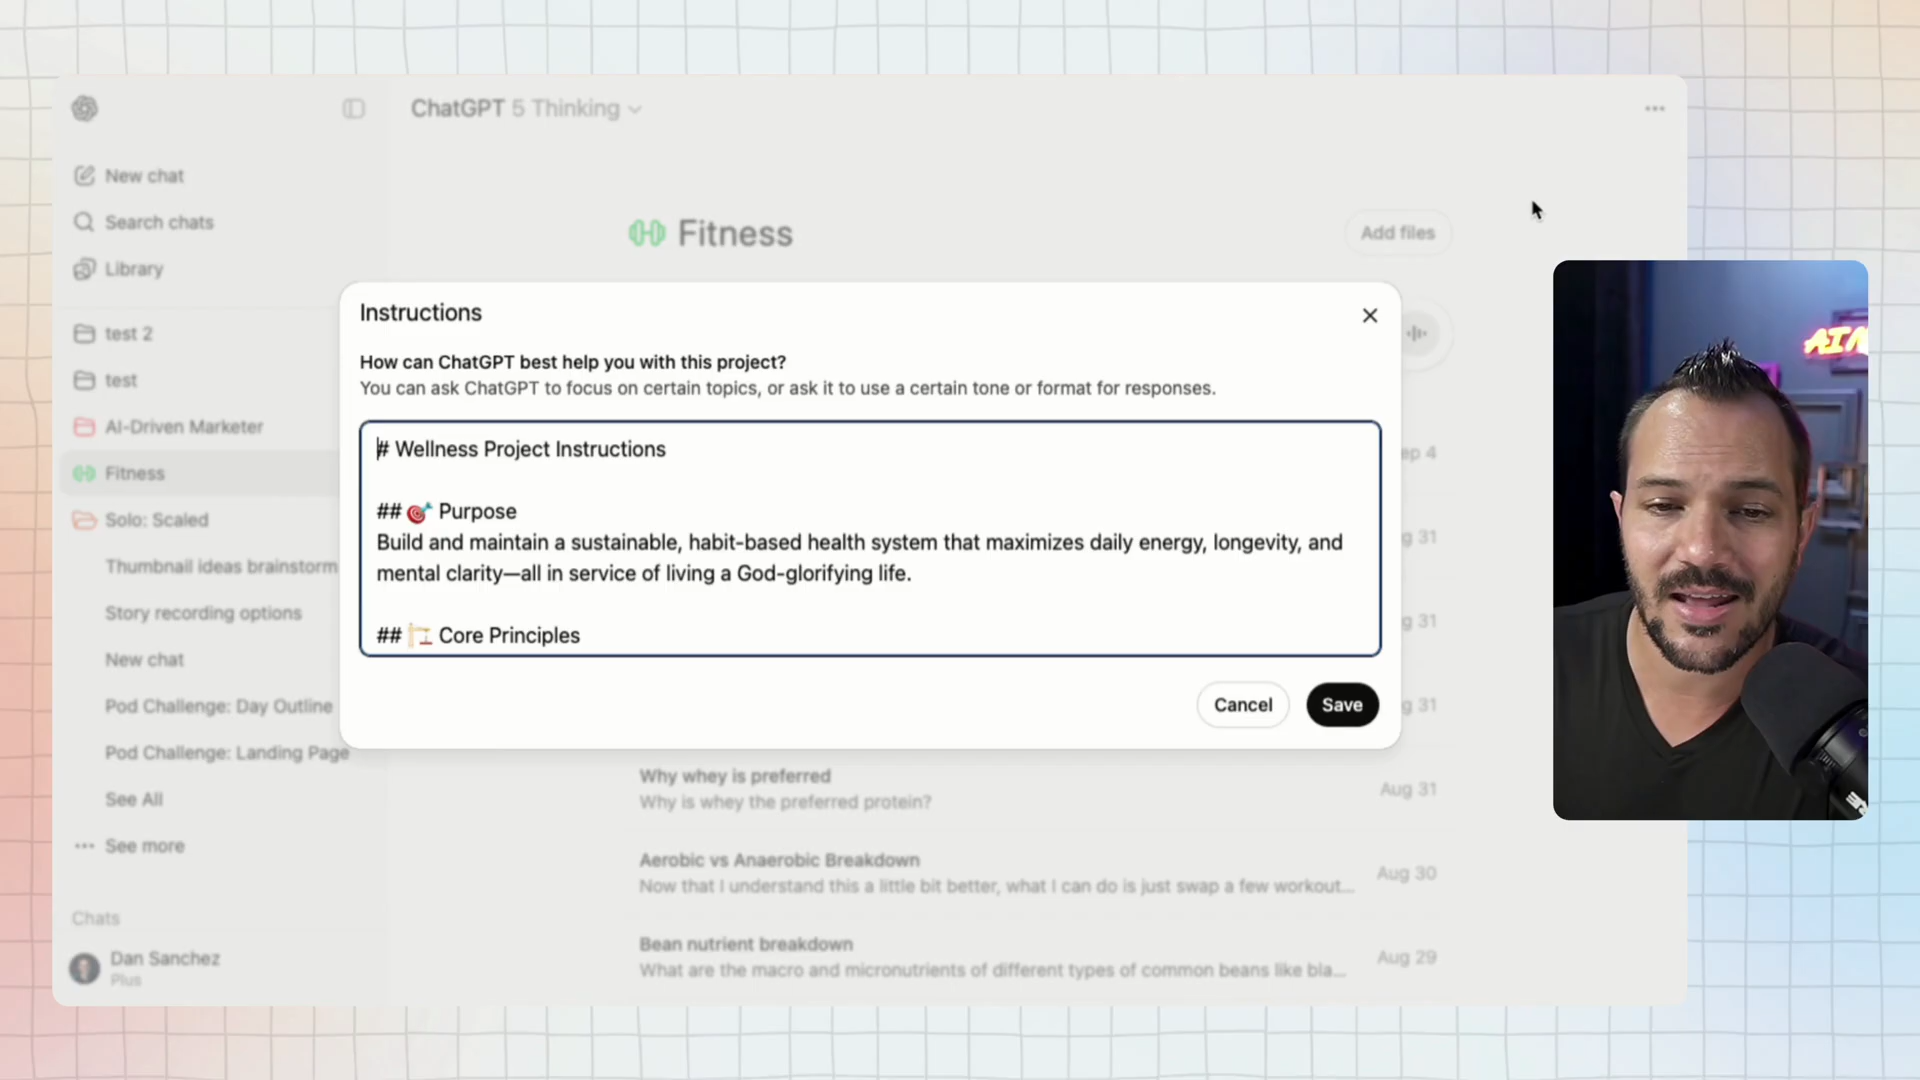 ChatGPT 5 Thinking
New chat
Search chats
Library
test 2
test
AI-Driven Marketer
Fitness
Solo: Scaled
Thumbnail ideas brainstorm
Story recording options
New chat
Pod Challenge: Day Outline
Pod Challenge: Landing Page
See All
See more
Chats
Dan Sanchez
Plus
Fitness
Add files
Instructions
How can ChatGPT best help you with this project?
You can ask ChatGPT to focus on certain topics, or ask it to use a certain tone or format for responses.
# Wellness Project Instructions
## 🎯 Purpose
Build and maintain a sustainable, habit-based health system that maximizes daily energy, longevity, and
mental clarity—all in service of living a God-glorifying life.
## 🏗️ Core Principles
Cancel
Save
ep 4
g 31
g 31
g 31
Why whey is preferred
Why is whey the preferred protein?
Aug 31
Aerobic vs Anaerobic Breakdown
Now that I understand this a little bit better, what I can do is just swap a few workout...
Aug 30
Bean nutrient breakdown
What are the macro and micronutrients of different types of common beans like bla...
Aug 29
AIM